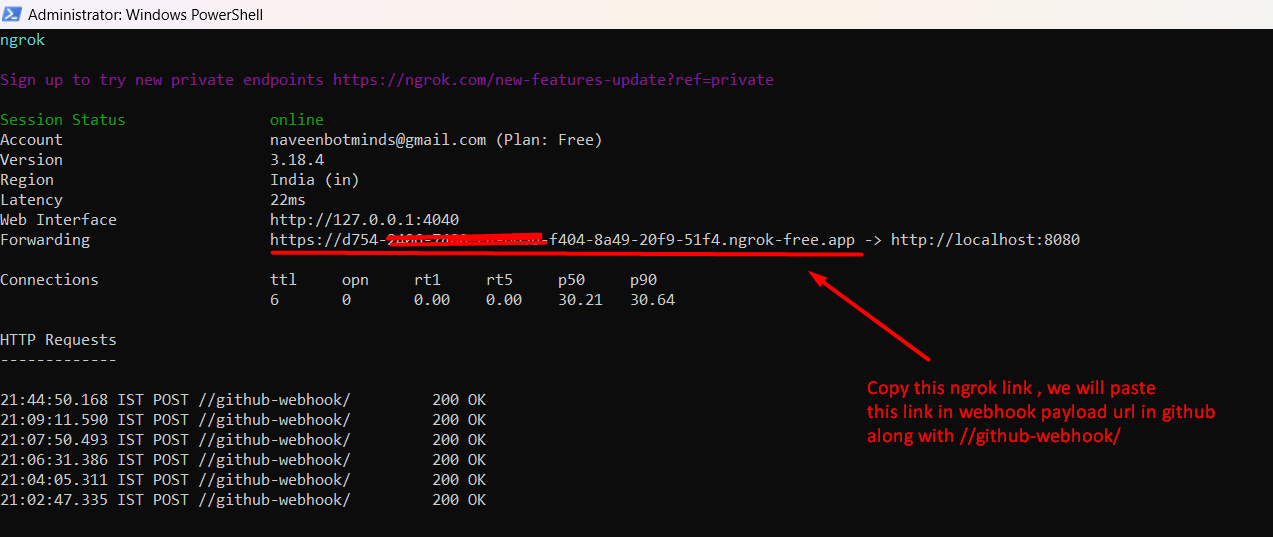 Administrator: Windows PowerShell
ngrok
Sign up to try new private endpoints https://ngrok.com/new-features-update?ref=private
Session Status online
Account naveenbotminds@gmail.com (Plan: Free)
Version 3.18.4
Region India (in)
Latency 22ms
Web Interface http://127.0.0.1:4040
Forwarding https://d754- -f404-8a49-20f9-51f4.ngrok-free.app -> http://localhost:8080
Connections ttl opn rt1 rt5 p50 p90
6 0 0.00 0.00 30.21 30.64
HTTP Requests
-------------
21:44:50.168 IST POST //github-webhook/ 200 OK
21:09:11.590 IST POST //github-webhook/ 200 OK
21:07:50.493 IST POST //github-webhook/ 200 OK
21:06:31.386 IST POST //github-webhook/ 200 OK
21:04:05.311 IST POST //github-webhook/ 200 OK
21:02:47.335 IST POST //github-webhook/ 200 OK
Copy this ngrok link , we will paste
this link in webhook payload url in github
along with //github-webhook/